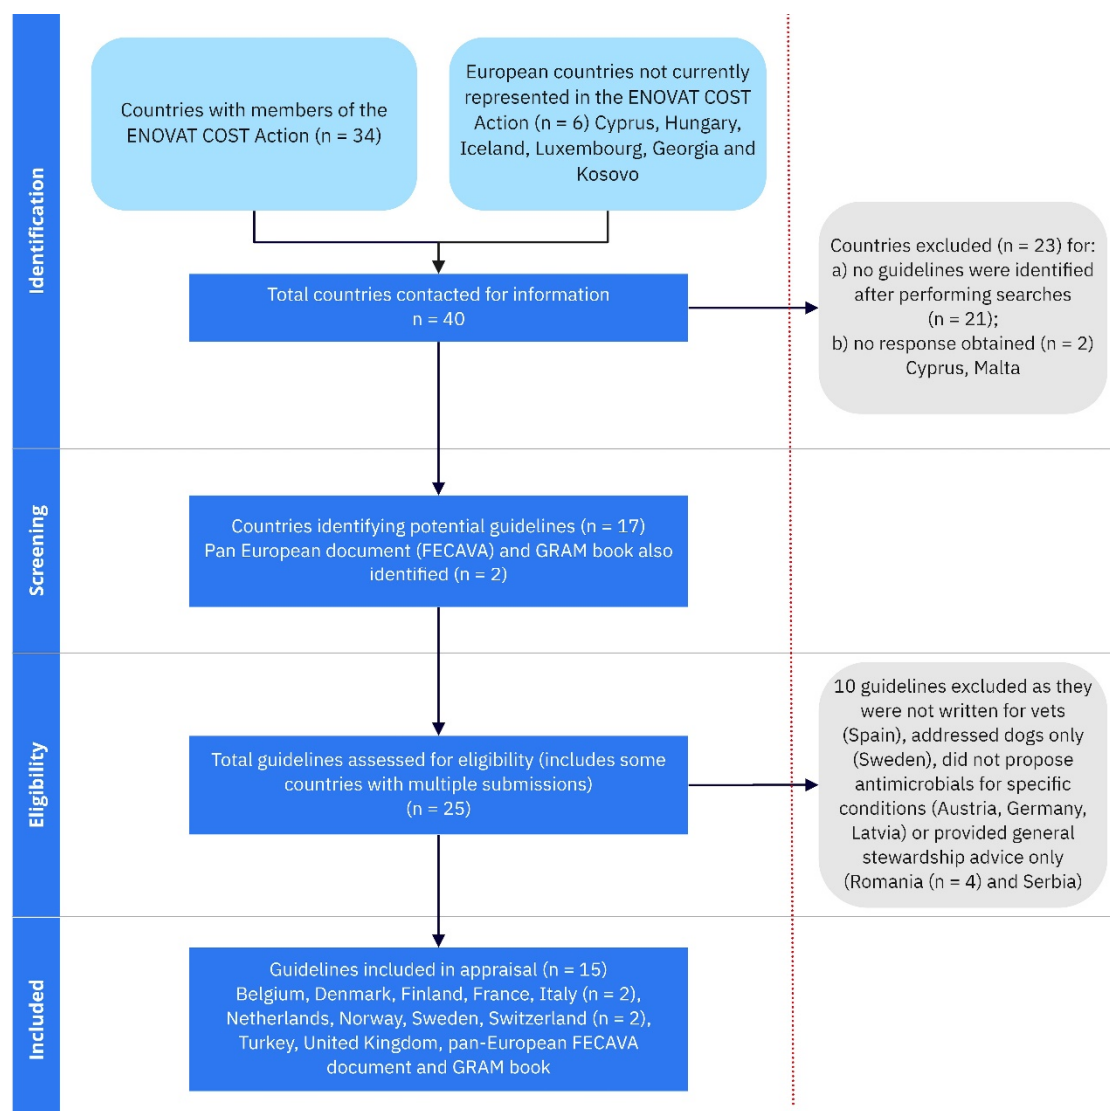 Identification
Countries with members of the
ENOVAT COST Action (n = 34)
European countries not currently
represented in the ENOVAT COST
Action (n = 6) Cyprus, Hungary,
Iceland, Luxembourg, Georgia and
Kosovo
Total countries contacted for information
n = 40
Countries excluded (n = 23) for:
a) no guidelines were identified
after performing searches
(n = 21);
b) no response obtained (n = 2)
Cyprus, Malta
Screening
Countries identifying potential guidelines (n = 17)
Pan European document (FECAVA) and GRAM book also
identified (n = 2)
Eligibility
Total guidelines assessed for eligibility (includes some
countries with multiple submissions)
(n = 25)
10 guidelines excluded as they
were not written for vets
(Spain), addressed dogs only
(Sweden), did not propose
antimicrobials for specific
conditions (Austria, Germany,
Latvia) or provided general
stewardship advice only
(Romania (n = 4) and Serbia)
Included
Guidelines included in appraisal (n = 15)
Belgium, Denmark, Finland, France, Italy (n = 2),
Netherlands, Norway, Sweden, Switzerland (n = 2),
Turkey, United Kingdom, pan-European FECAVA
document and GRAM book